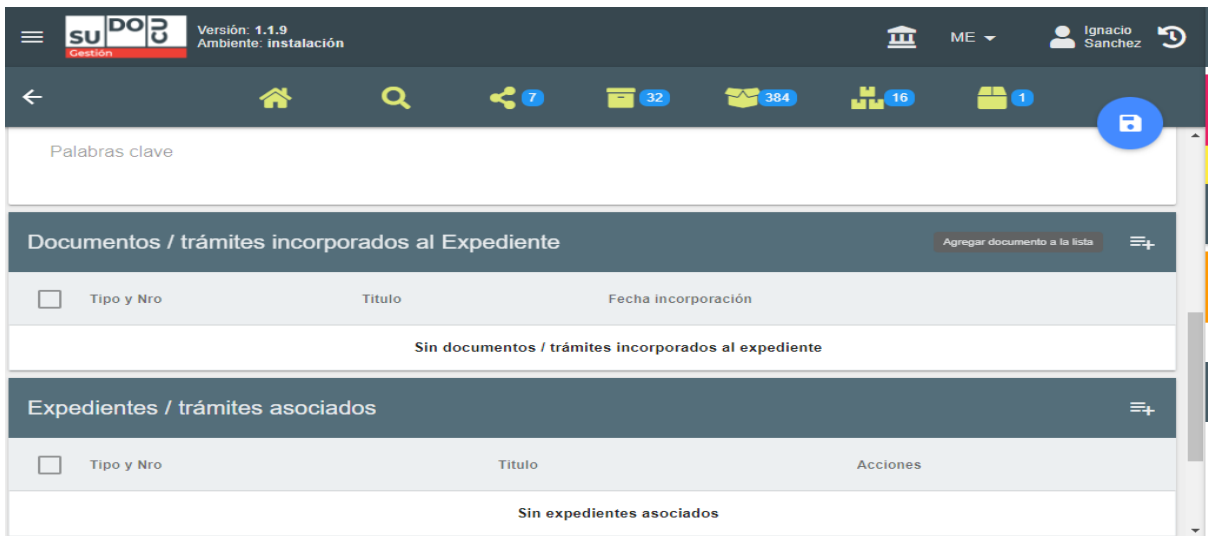 SU DO CU
Gestión
Versión: 1.1.9
Ambiente: instalación
ME
Ignacio
Sanchez
7
32
384
16
1
Palabras clave
Documentos / trámites incorporados al Expediente
Agregar documento a la lista
Tipo y Nro Titulo Fecha incorporación
Sin documentos / trámites incorporados al expediente
Expedientes / trámites asociados
Tipo y Nro Titulo Acciones
Sin expedientes asociados